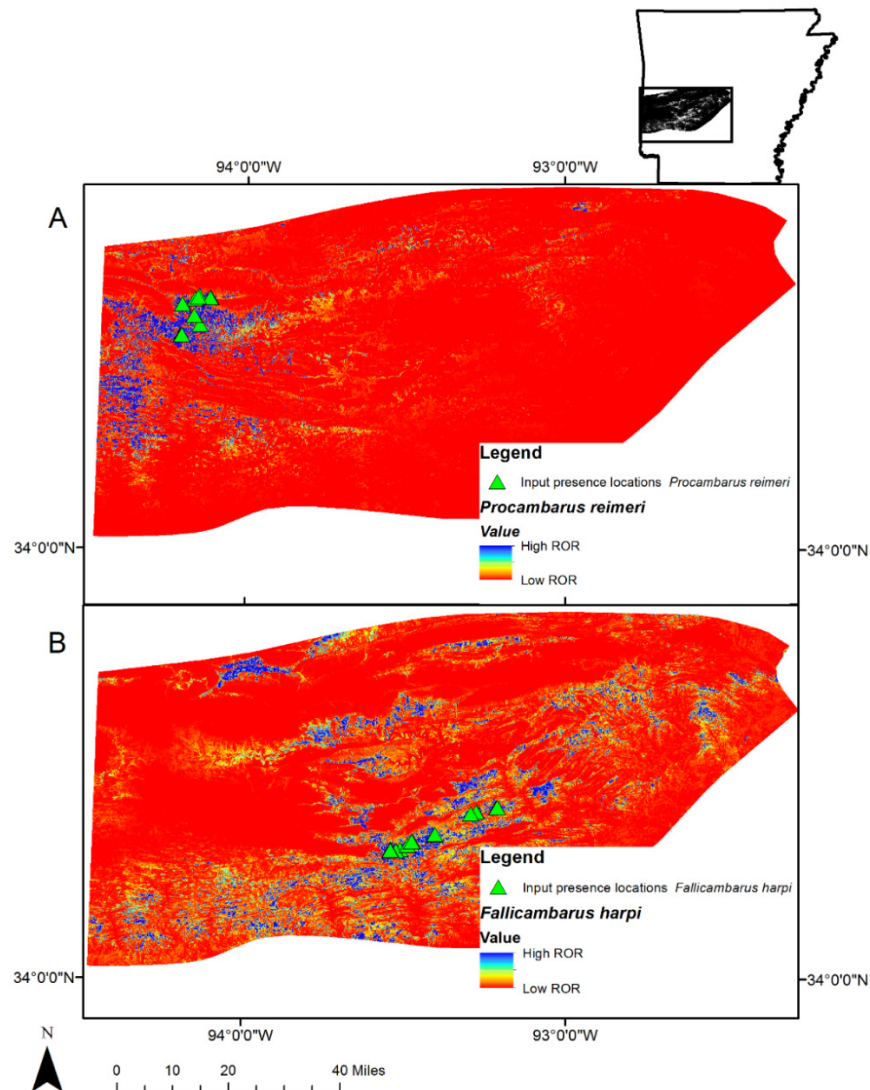 94°0'0"W
93°0'0"W
A
Legend
Input presence locations Procambarus reimeri
Procambarus reimeri
Value
High ROR
Low ROR
34°0'0"N
34°0'0"N
B
Legend
Input presence locations Fallicambarus harpi
Fallicambarus harpi
Value
High ROR
Low ROR
34°0'0"N
34°0'0"N
94°0'0"W
93°0'0"W
N
0 10 20 40 Miles